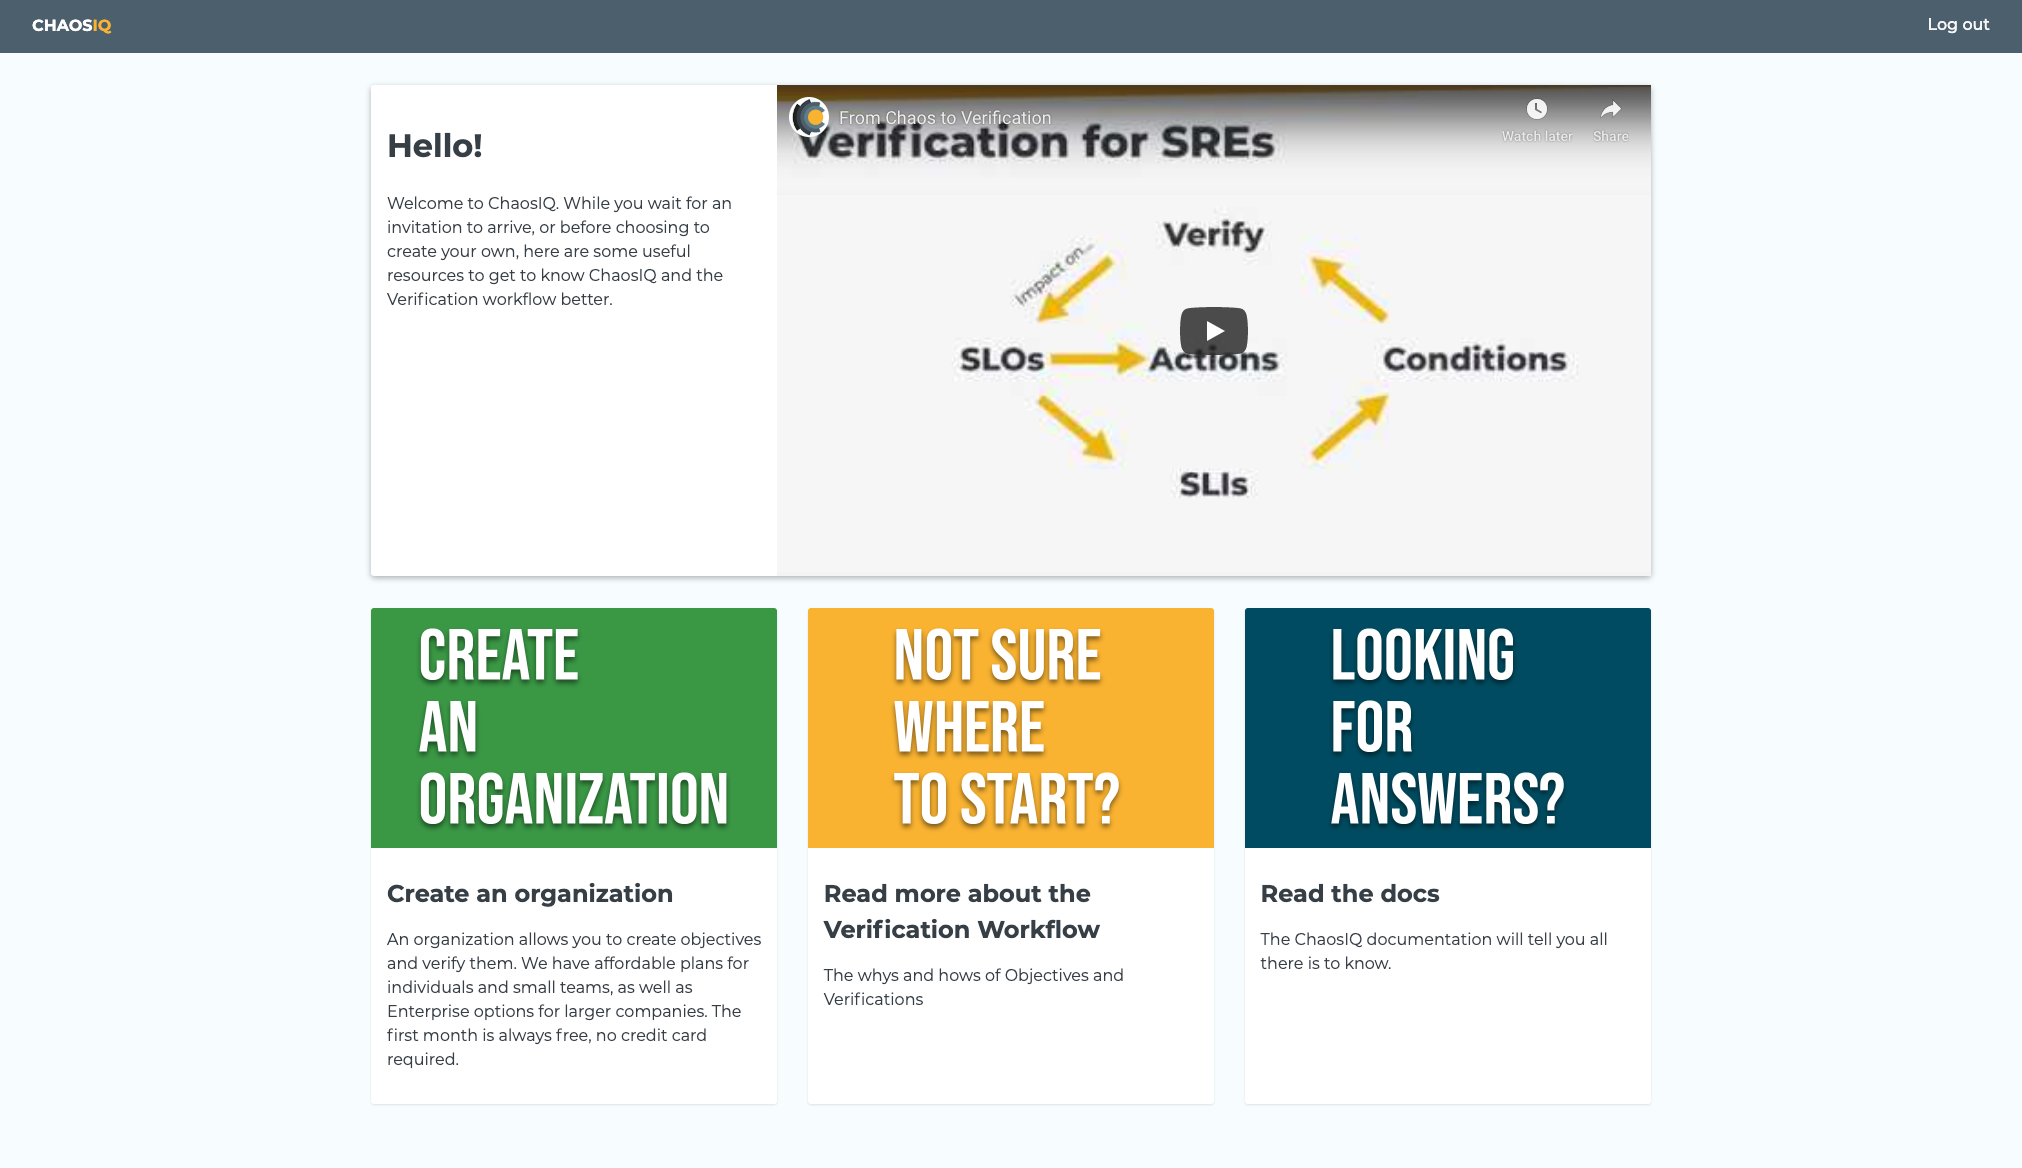 CHAOSIQ
Log out
Hello!
Welcome to ChaosIQ. While you wait for an
invitation to arrive, or before choosing to
create your own, here are some useful
resources to get to know ChaosIQ and the
Verification workflow better.
From Chaos to Verification
Watch later
Share
Verification for SREs
Verify
Impact on...
SLOs
Actions
Conditions
SLIs
CREATE
AN
ORGANIZATION
Create an organization
An organization allows you to create objectives
and verify them. We have affordable plans for
individuals and small teams, as well as
Enterprise options for larger companies. The
first month is always free, no credit card
required.
NOT SURE
WHERE
TO START?
Read more about the
Verification Workflow
The whys and hows of Objectives and
Verifications
LOOKING
FOR
ANSWERS?
Read the docs
The ChaosIQ documentation will tell you all
there is to know.